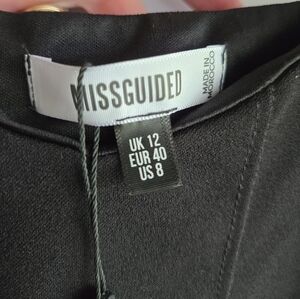 MISSGUIDED
MADE IN
MOROCCO
UK 12
EUR 40
US 8